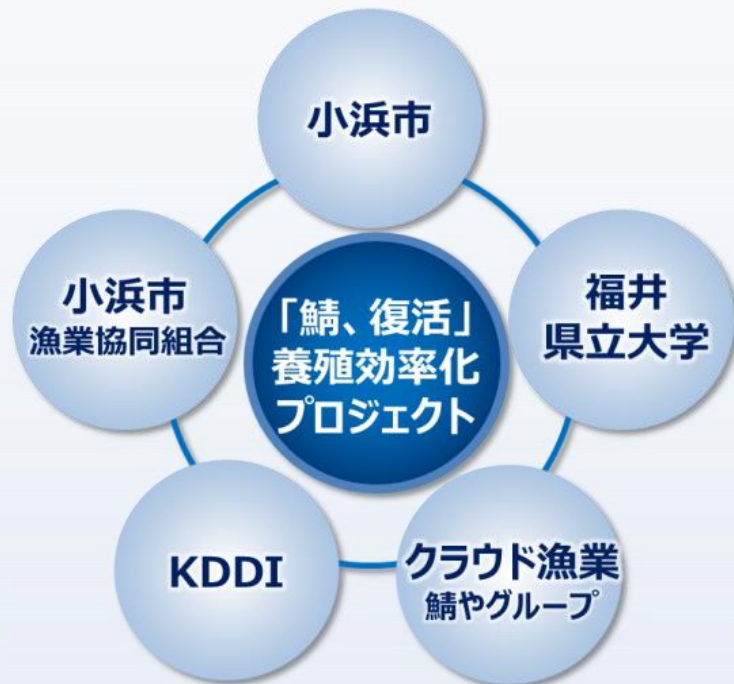 小浜市
小浜市
漁業協同組合
「鯖、復活」
養殖効率化
プロジェクト
福井
県立大学
KDDI
クラウド漁業
鯖やグループ